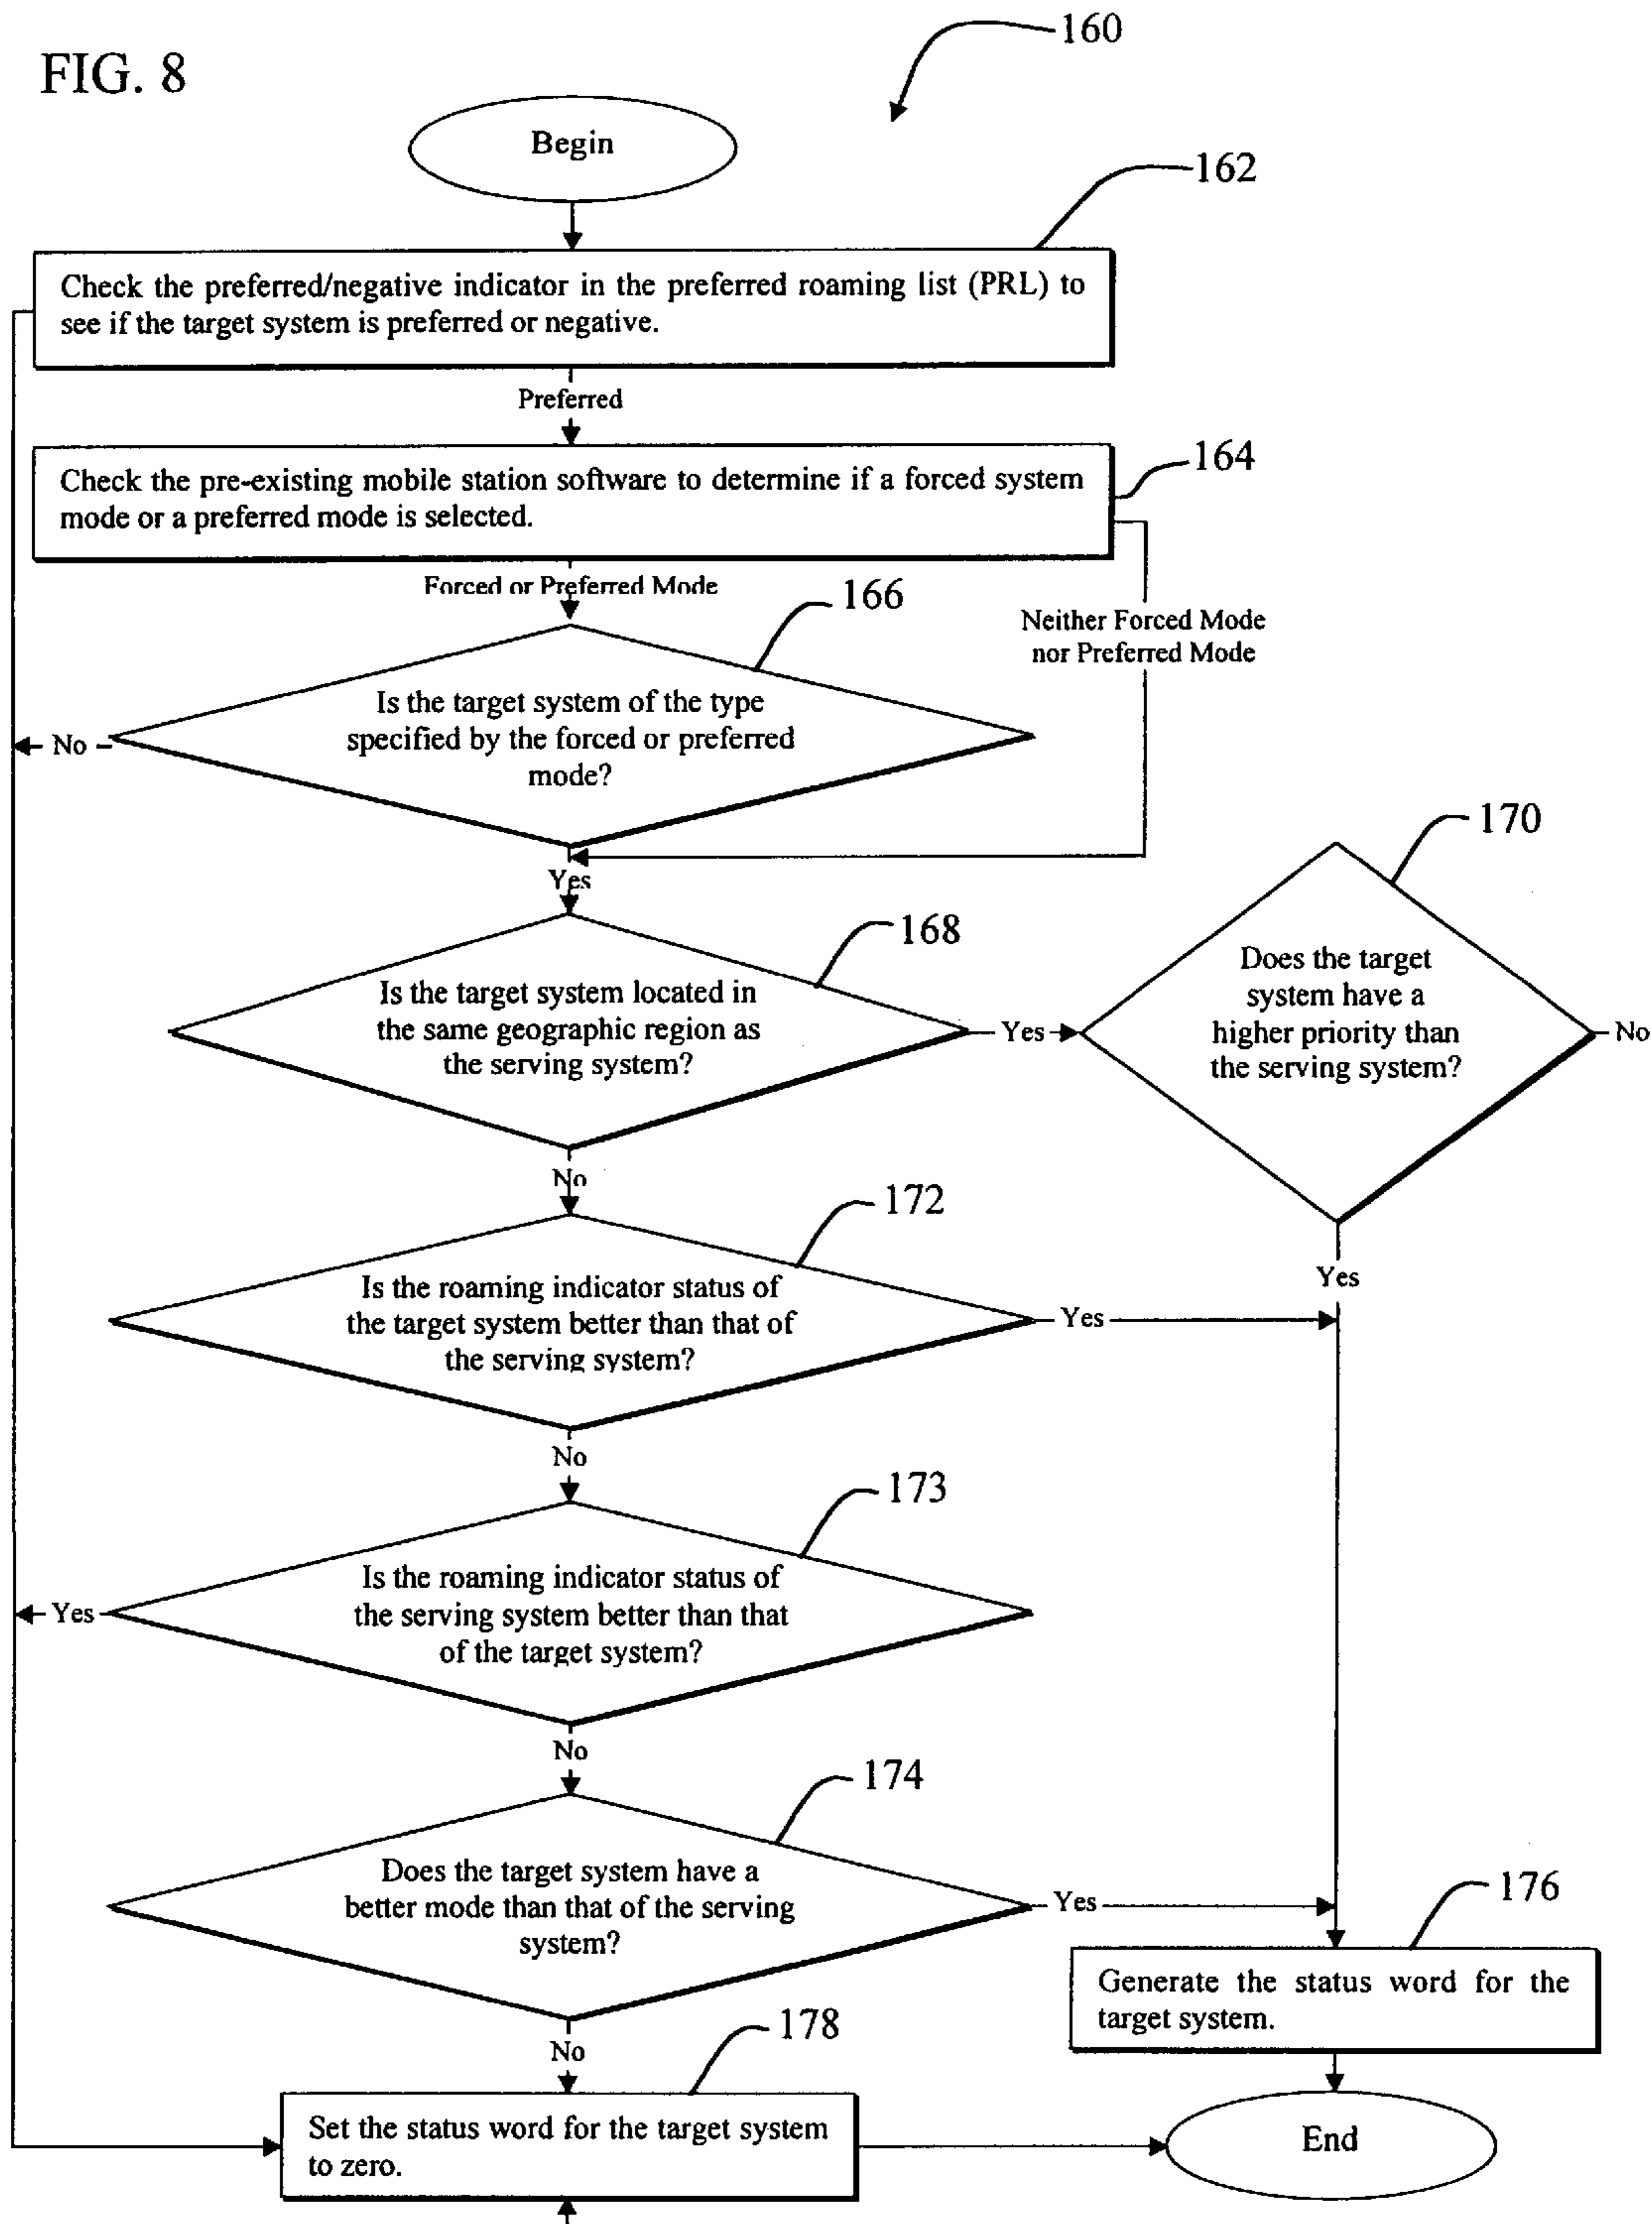 FIG. 8
160
Begin
162
Check the preferred/negative indicator in the preferred roaming list (PRL) to
see if the target system is preferred or negative.
Preferred
164
Check the pre-existing mobile station software to determine if a forced system
mode or a preferred mode is selected.
Forced or Preferred Mode
166
Neither Forced Mode
nor Preferred Mode
Is the target system of the type
specified by the forced or preferred
mode?
No
Yes
170
168
Does the target
system have a
higher priority than
the serving system?
Is the target system located in
the same geographic region as
the serving system?
Yes
No
No
172
Yes
Is the roaming indicator status of
the target system better than that of
the serving system?
Yes
No
173
Is the roaming indicator status of
the serving system better than that
of the target system?
Yes
No
174
Does the target system have a
better mode than that of the serving
system?
Yes
176
Generate the status word for the
target system.
No
178
Set the status word for the target system
to zero.
End